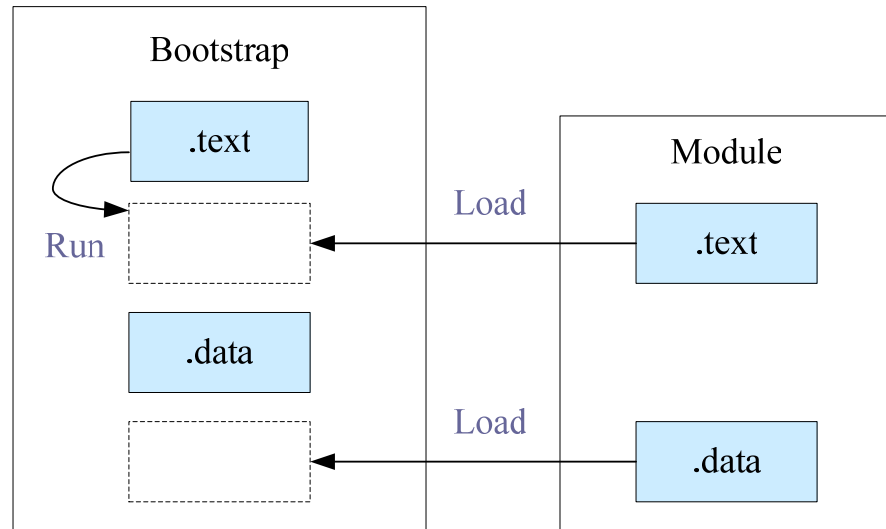 Bootstrap
.text
Run
.data
Load
Load
Module
.text
.data